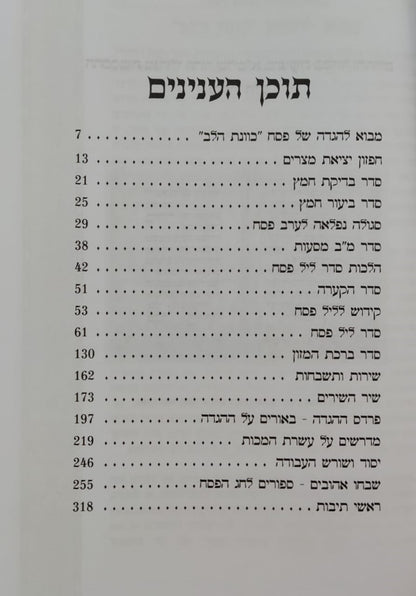 תוכן הענינים
מבוא להגדה של פסח "כוונת הלב" . . . . . . . . . . . . 7
חפזון יציאת מצרים . . . . . . . . . . . . . . . . . . . . 13
סדר בדיקת חמץ . . . . . . . . . . . . . . . . . . . . . . 21
סדר ביעור חמץ . . . . . . . . . . . . . . . . . . . . . . 25
סגולה נפלאה לערב פסח . . . . . . . . . . . . . . . . 29
סדר מ"ב מסעות . . . . . . . . . . . . . . . . . . . . . . 38
הלכות סדר ליל פסח . . . . . . . . . . . . . . . . . . . 42
סדר הקערה . . . . . . . . . . . . . . . . . . . . . . . . . 51
קידוש לליל פסח . . . . . . . . . . . . . . . . . . . . . . 53
סדר ליל פסח . . . . . . . . . . . . . . . . . . . . . . . . 61
סדר ברכת המזון . . . . . . . . . . . . . . . . . . . . . . 130
שירות ותשבחות . . . . . . . . . . . . . . . . . . . . . . 162
שיר השירים . . . . . . . . . . . . . . . . . . . . . . . . . 173
פרדס ההגדה - באורים על ההגדה . . . . . . . . . . . 197
מדרשים על עשרת המכות . . . . . . . . . . . . . . . . 219
יסוד ושורש העבודה . . . . . . . . . . . . . . . . . . . 246
שבחו אהובים - ספורים לחג הפסח . . . . . . . . . . 255
ראשי תיבות . . . . . . . . . . . . . . . . . . . . . . . . . 318